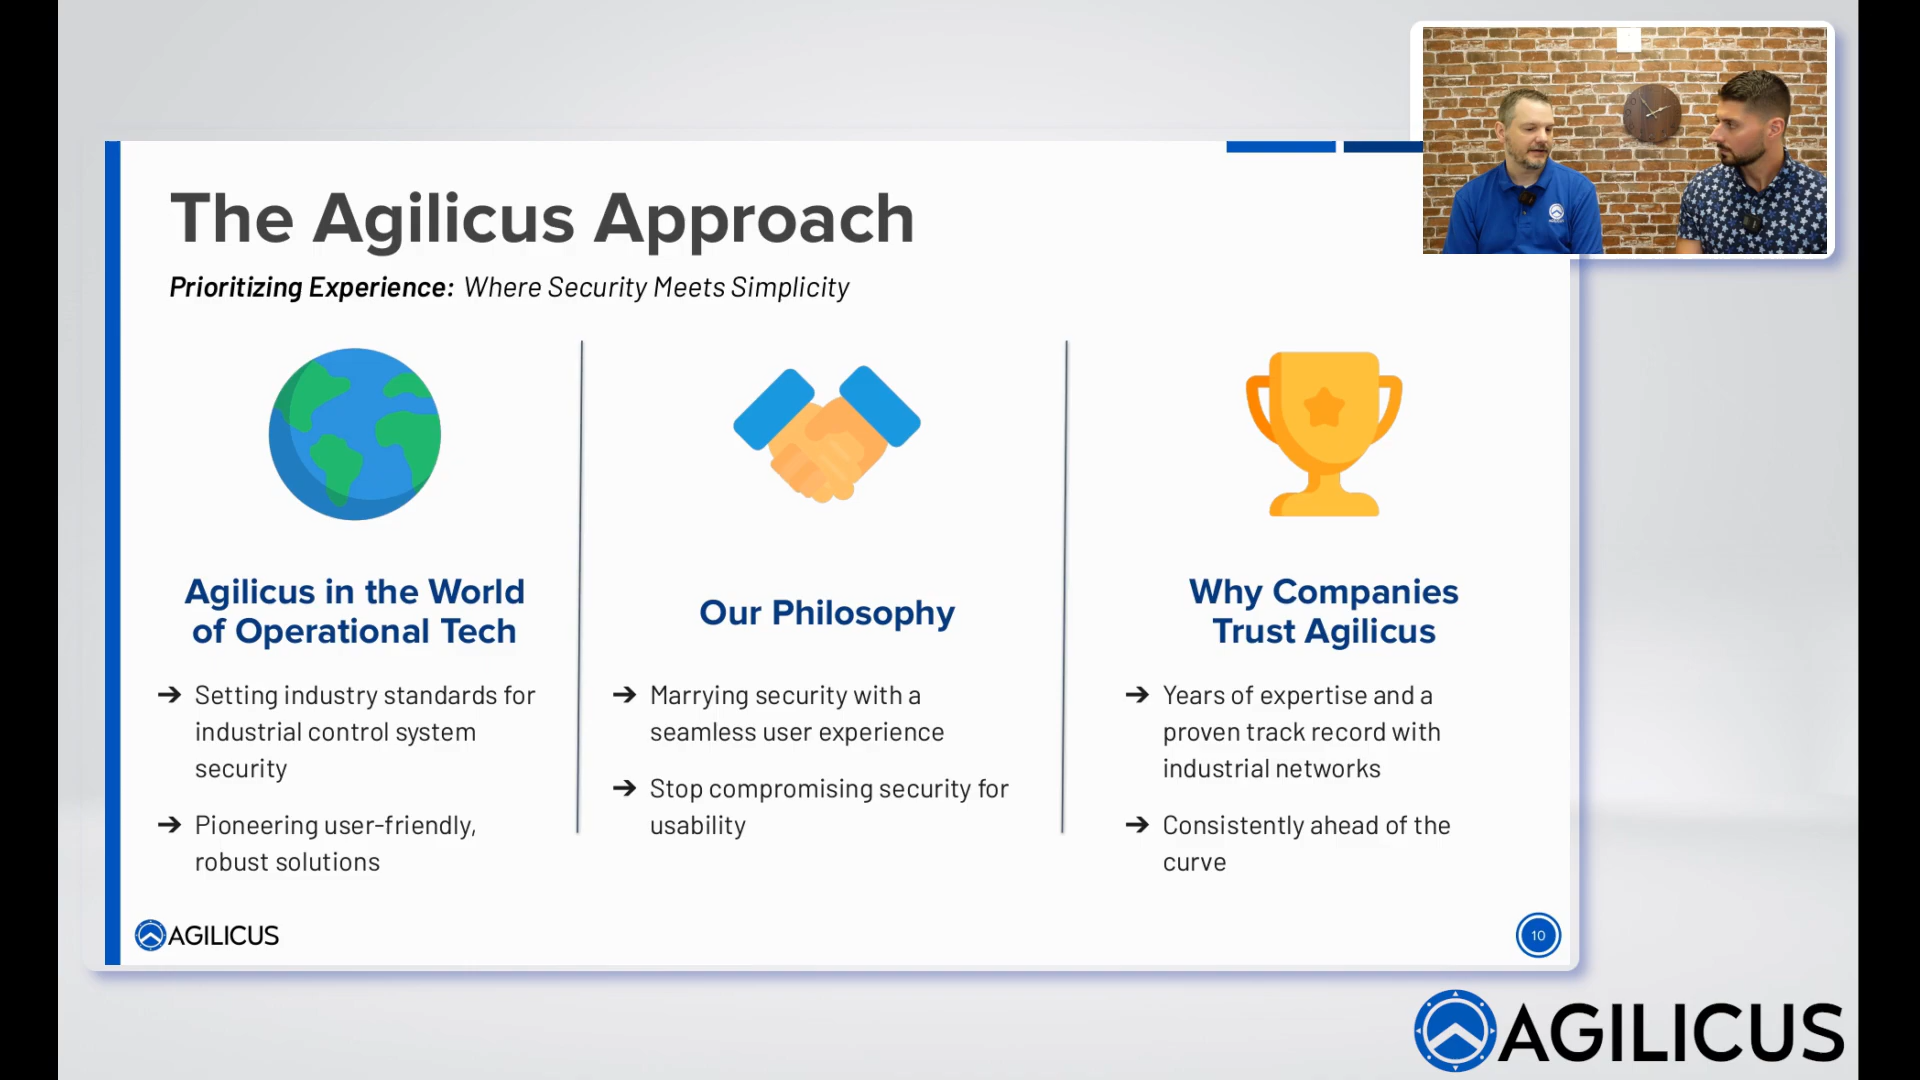 The Agilicus Approach
Prioritizing Experience: Where Security Meets Simplicity
Agilicus in the World
of Operational Tech
➔ Setting industry standards for
industrial control system
security
➔ Pioneering user-friendly,
robust solutions
Our Philosophy
➔ Marrying security with a
seamless user experience
➔ Stop compromising security for
usability
Why Companies
Trust Agilicus
➔ Years of expertise and a
proven track record with
industrial networks
➔ Consistently ahead of the
curve
AGILICUS
10
AGILICUS